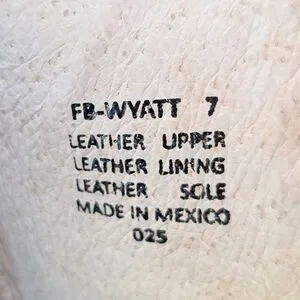 FB-WYATT 7
LEATHER UPPER
LEATHER LINING
LEATHER SOLE
MADE IN MEXICO
025